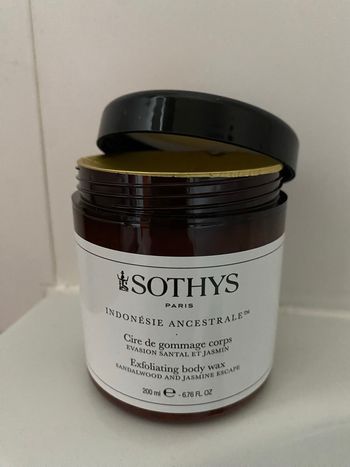 SOTHYS
PARIS
INDONÉSIE ANCESTRALE™
Cire de gommage corps
EVASION SANTAL ET JASMIN
Exfoliating body wax
SANDALWOOD AND JASMINE ESCAPE
200 ml ℮ - 6.76 FL. OZ